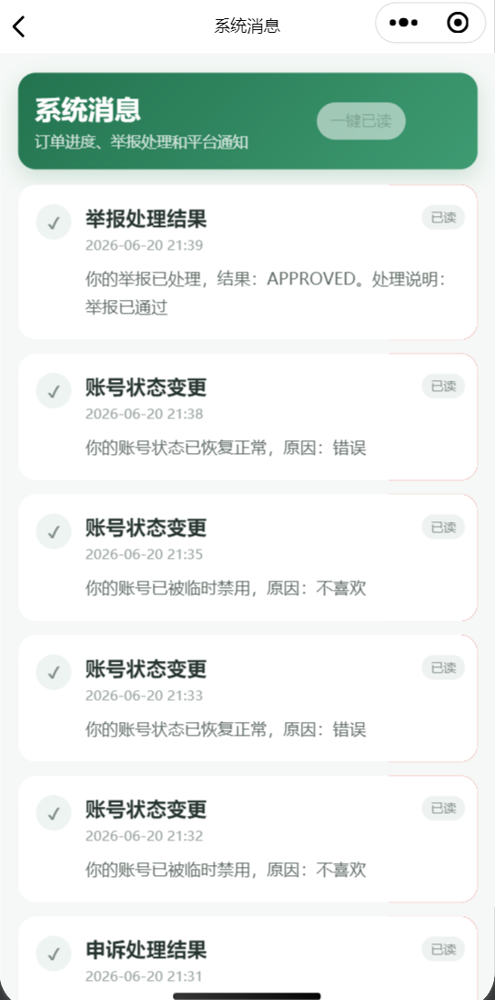 系统消息
系统消息
一键已读
订单进度、举报处理和平台通知
举报处理结果
已读
2026-06-20 21:39
你的举报已处理，结果：APPROVED。处理说明：
举报已通过
账号状态变更
已读
2026-06-20 21:38
你的账号状态已恢复正常，原因：错误
账号状态变更
已读
2026-06-20 21:35
你的账号已被临时禁用，原因：不喜欢
账号状态变更
已读
2026-06-20 21:33
你的账号状态已恢复正常，原因：错误
账号状态变更
已读
2026-06-20 21:32
你的账号已被临时禁用，原因：不喜欢
申诉处理结果
已读
2026-06-20 21:31